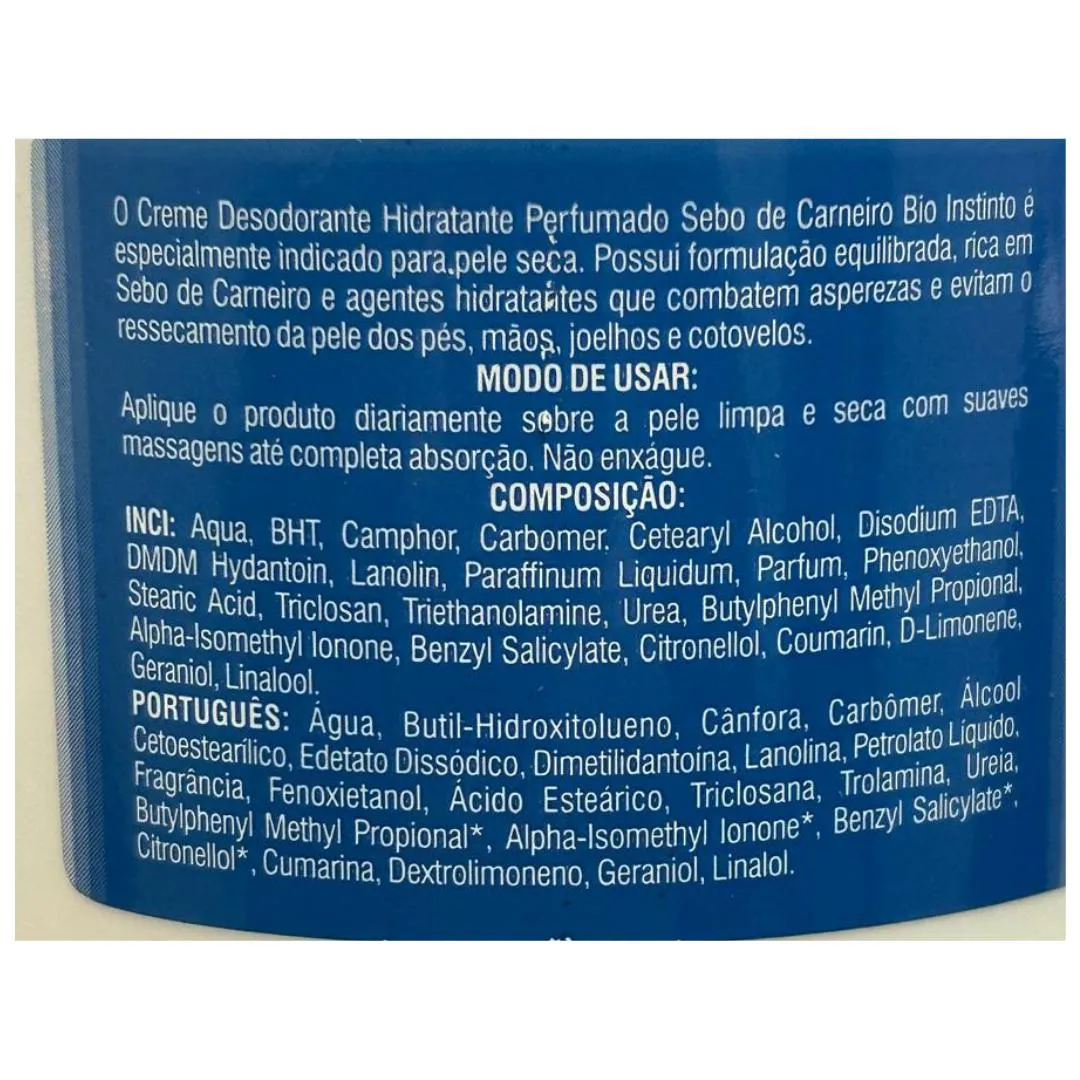 O Creme Desodorante Hidratante Perfumado Sebo de Carneiro Bio Instinto é
especialmente indicado para pele seca. Possui formulação equilibrada, rica em
Sebo de Carneiro e agentes hidratantes que combatem asperezas e evitam o
ressecamento da pele dos pés, mãos, joelhos e cotovelos.
MODO DE USAR:
Aplique o produto diariamente sobre a pele limpa e seca com suaves
massagens até completa absorção. Não enxágue.
COMPOSIÇÃO:
INCI: Aqua, BHT, Camphor, Carbomer, Cetearyl Alcohol, Disodium EDTA,
DMDM Hydantoin, Lanolin, Paraffinum Liquidum, Parfum, Phenoxyethanol,
Stearic Acid, Triclosan, Triethanolamine, Urea, Butylphenyl Methyl Propional,
Alpha-Isomethyl Ionone, Benzyl Salicylate, Citronellol, Coumarin, D-Limonene,
Geraniol, Linalool.
PORTUGUÊS: Água, Butil-Hidroxitolueno, Cânfora, Carbômer, Álcool
Cetoestearílico, Edetato Dissódico, Dimetilidantoína, Lanolina, Petrolato Líquido,
Fragrância, Fenoxietanol, Ácido Esteárico, Triclosana, Trolamina, Ureia,
Butylphenyl Methyl Propional*, Alpha-Isomethyl Ionone*, Benzyl Salicylate*,
Citronellol*, Cumarina, Dextrolimoneno, Geraniol, Linalol.